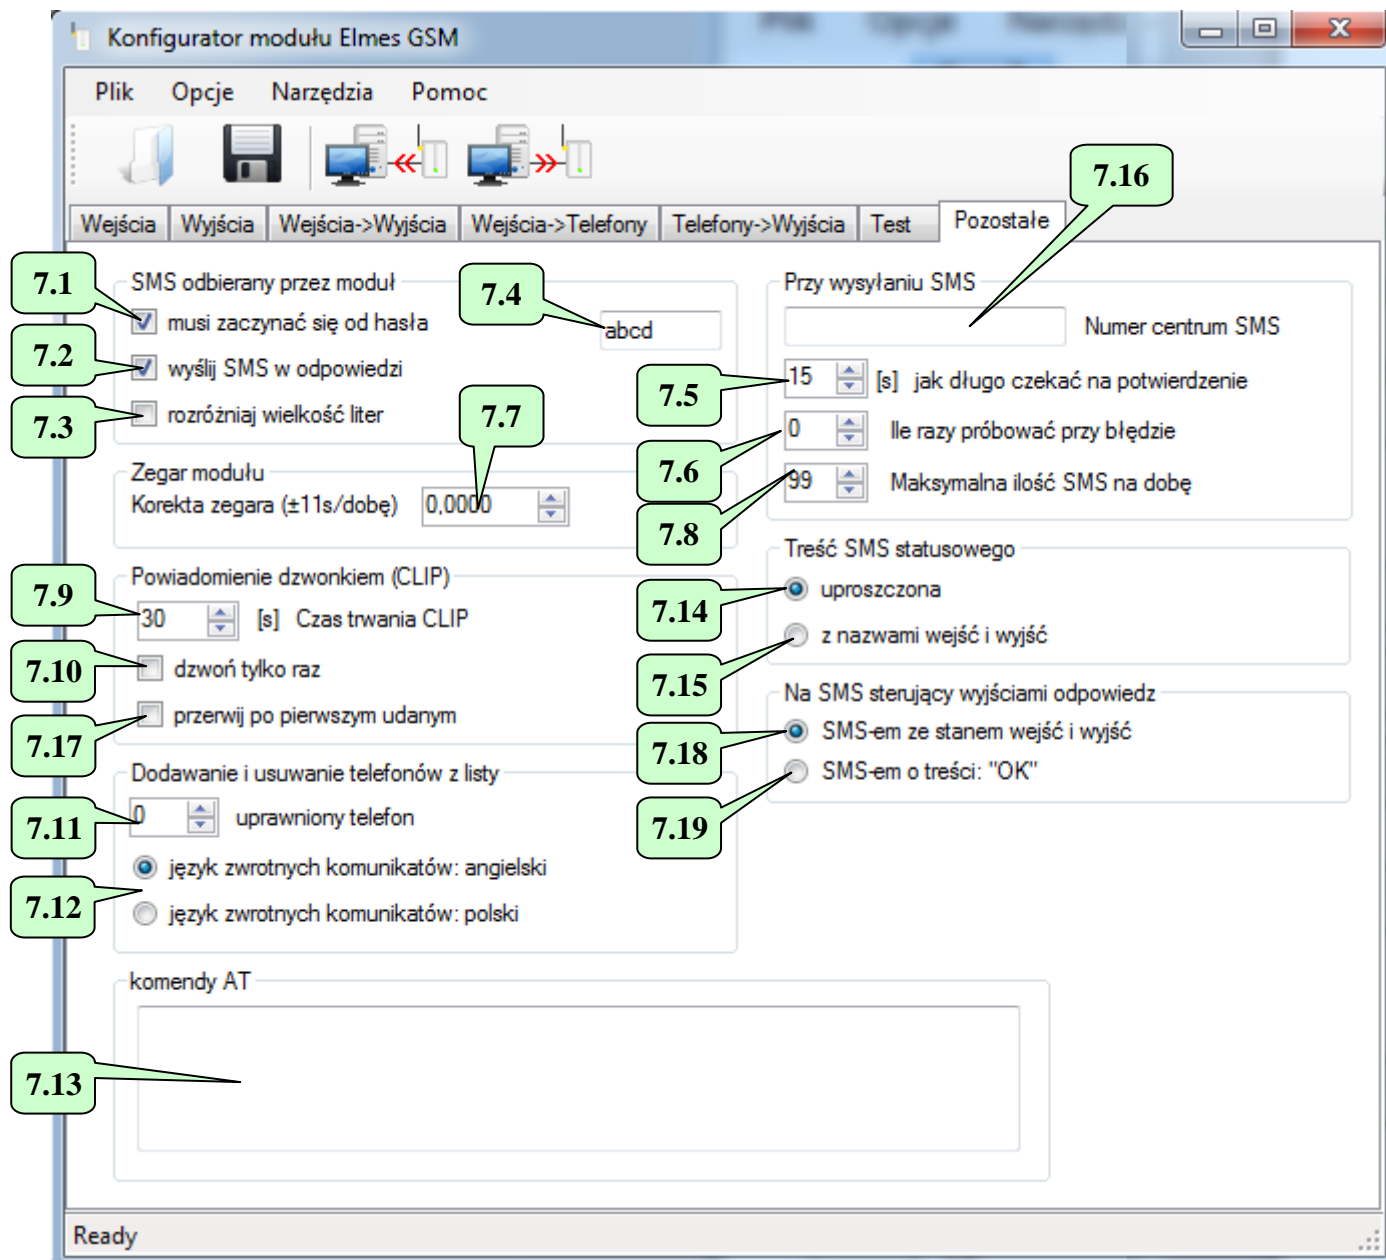 Konfigurator modułu Elmes GSM
Plik Opcje Narzędzia Pomoc
7.16
Wejścia Wyjścia Wejścia->Wyjścia Wejścia->Telefony Telefony->Wyjścia Test Pozostałe
7.1
SMS odbierany przez moduł
musi zaczynać się od hasła
7.4
abcd
7.2
wyślij SMS w odpowiedzi
7.3
rozróżniaj wielkość liter
7.7
Zegar modułu
Korekta zegara (±11s/dobę) 0,0000
7.9
Powiadomienie dzwonkiem (CLIP)
30 [s] Czas trwania CLIP
7.10
dzwoń tylko raz
7.17
przerwij po pierwszym udanym
Dodawanie i usuwanie telefonów z listy
7.11
0 uprawniony telefon
7.12
język zwrotnych komunikatów: angielski
język zwrotnych komunikatów: polski
Przy wysyłaniu SMS
Numer centrum SMS
7.5
15 [s] jak długo czekać na potwierdzenie
7.6
0 Ile razy próbować przy błędzie
7.8
99 Maksymalna ilość SMS na dobę
Treść SMS statusowego
7.14
uproszczona
7.15
z nazwami wejść i wyjść
Na SMS sterujący wyjściami odpowiedz
7.18
SMS-em ze stanem wejść i wyjść
7.19
SMS-em o treści: "OK"
komendy AT
7.13
Ready